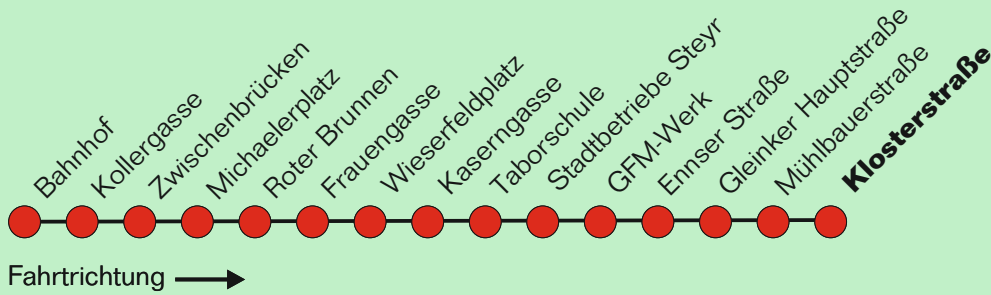 Bahnhof
Kollergasse
Zwischenbrücken
Michaelerplatz
Roter Brunnen
Frauengasse
Wieserfeldplatz
Kaserngasse
Taborschule
Stadtbetriebe Steyr
GFM-Werk
Ennser Straße
Gleinker Hauptstraße
Mühlbauerstraße
Klosterstraße
Fahrtrichtung